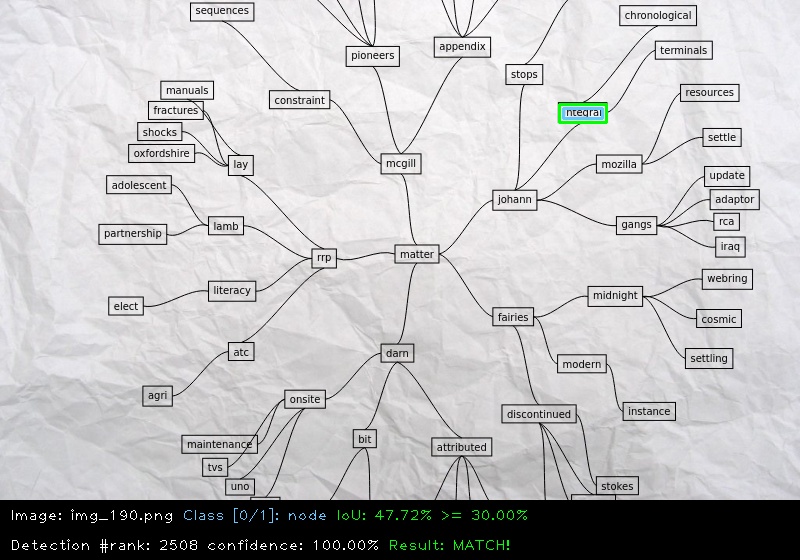 sequences
chronological
pioneers
appendix
terminals
stops
manuals
constraint
resources
fractures
shocks
settle
oxfordshire
lay
mcgill
mozilla
adolescent
update
johann
adaptor
partnership
lamb
gangs
rca
iraq
rrp
matter
webring
literacy
midnight
elect
fairies
cosmic
atc
darn
modern
settling
agri
onsite
discontinued
instance
maintenance
bit
attributed
tvs
uno
stokes
Image: img_190.png Class [0/1]: node IoU: 47.72% >= 30.00%
Detection #rank: 2508 confidence: 100.00% Result: MATCH!